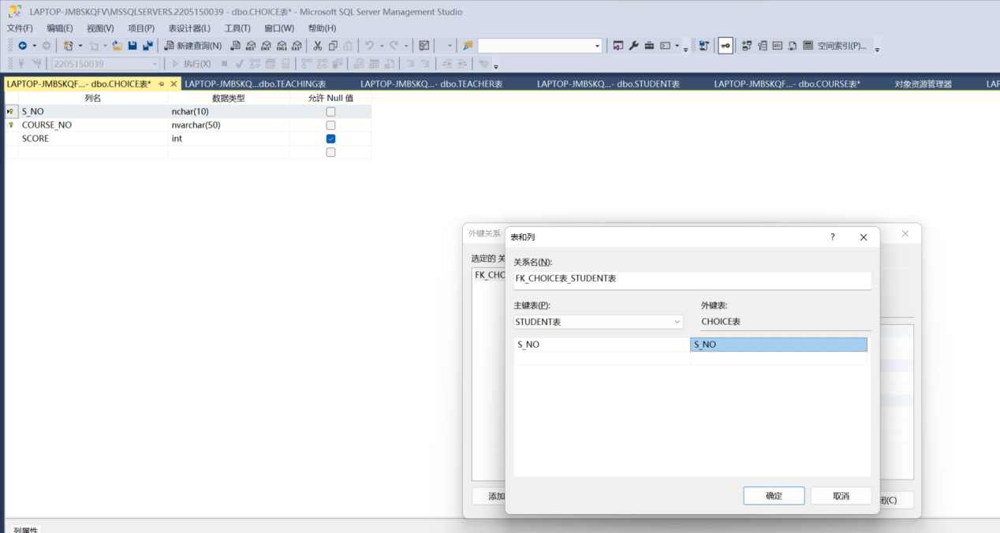 LAPTOP-JMBSKQFV\MSSQLSERVERS.2205150039 - dbo.CHOICE表* - Microsoft SQL Server Management Studio
文件(F) 编辑(E) 视图(V) 项目(P) 表设计器(L) 工具(T) 窗口(W) 帮助(H)
新建查询(N) 空间索引(P)...
2205150039 执行(X)
LAPTOP-JMBSKQF...- dbo.CHOICE表* LAPTOP-JMBSKQ...dbo.TEACHING表 LAPTOP-JMBSKQ...- dbo.TEACHER表 LAPTOP-JMBSKQ...- dbo.STUDENT表 LAPTOP-JMBSKQF...- dbo.COURSE表* 对象资源管理器 LAP
列名 数据类型 允许 Null 值
S_NO nchar(10)
COURSE_NO nvarchar(50)
SCORE int
外键关系
表和列 ?
选定的 关
关系名(N):
FK_CHO
FK_CHOICE表_STUDENT表
主键表(P): 外键表:
STUDENT表 CHOICE表
S_NO S_NO
添加 确定 取消 闭(C)
列属性